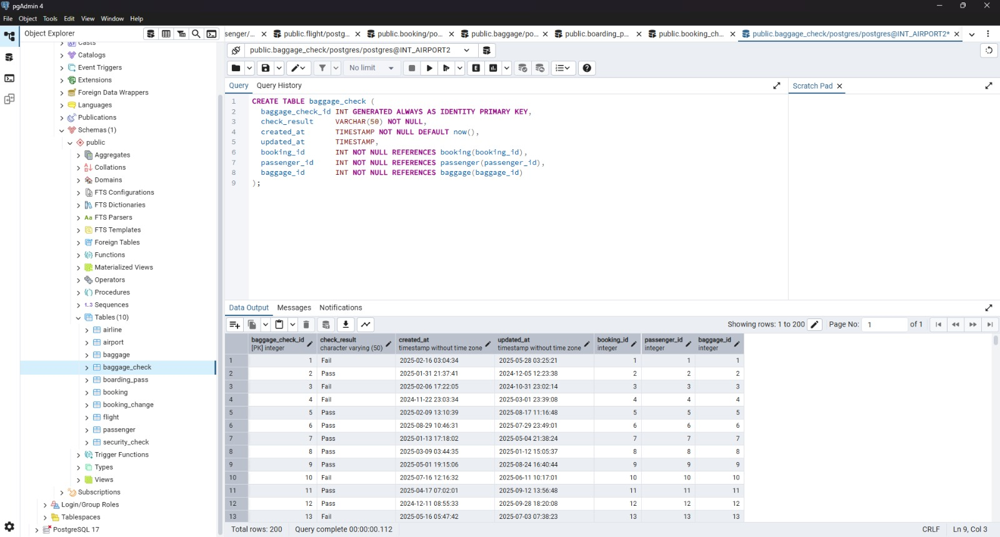 pgAdmin 4
File Object Tools Edit View Window Help
Object Explorer
senger/...
public.flight/postg...
public.booking/po...
public.baggage/po...
public.boarding_p...
public.booking_ch...
public.baggage_check/postgres/postgres@INT_AIRPORT2*
public.baggage_check/postgres/postgres@INT_AIRPORT2
No limit
E
Query Query History
Scratch Pad
Casts
Catalogs
Event Triggers
Extensions
Foreign Data Wrappers
Languages
Publications
Schemas (1)
public
Aggregates
Collations
Domains
FTS Configurations
FTS Dictionaries
Aa FTS Parsers
FTS Templates
Foreign Tables
Functions
Materialized Views
Operators
Procedures
1..3 Sequences
Tables (10)
airline
airport
baggage
baggage_check
boarding_pass
booking
booking_change
flight
passenger
security_check
Trigger Functions
Types
Views
Subscriptions
Login/Group Roles
Tablespaces
PostgreSQL 17
1 CREATE TABLE baggage_check (
2 baggage_check_id INT GENERATED ALWAYS AS IDENTITY PRIMARY KEY,
3 check_result VARCHAR(50) NOT NULL,
4 created_at TIMESTAMP NOT NULL DEFAULT now(),
5 updated_at TIMESTAMP,
6 booking_id INT NOT NULL REFERENCES booking(booking_id),
7 passenger_id INT NOT NULL REFERENCES passenger(passenger_id),
8 baggage_id INT NOT NULL REFERENCES baggage(baggage_id)
9 );
Data Output Messages Notifications
Showing rows: 1 to 200 Page No: 1 of 1
baggage_check_id check_result created_at updated_at booking_id passenger_id baggage_id
[PK] integer character varying (50) timestamp without time zone timestamp without time zone integer integer integer
1 1 Fail 2025-02-16 03:04:34 2025-05-28 03:25:21 1 1 1
2 2 Pass 2025-01-31 21:37:41 2024-12-05 12:23:38 2 2 2
3 3 Fail 2025-02-06 17:22:05 2024-10-31 23:02:14 3 3 3
4 4 Fail 2024-11-22 23:03:34 2025-03-01 23:39:08 4 4 4
5 5 Pass 2025-02-09 13:10:39 2025-08-17 11:16:48 5 5 5
6 6 Pass 2025-08-29 10:46:31 2025-07-29 23:49:01 6 6 6
7 7 Pass 2025-01-13 17:18:02 2025-05-04 21:38:24 7 7 7
8 8 Pass 2025-03-09 03:44:35 2025-01-12 15:05:37 8 8 8
9 9 Pass 2025-05-01 19:15:06 2025-08-24 16:40:44 9 9 9
10 10 Fail 2025-07-16 12:16:32 2025-06-11 10:17:01 10 10 10
11 11 Pass 2025-04-17 07:02:01 2025-09-12 13:56:48 11 11 11
12 12 Pass 2024-12-11 08:55:33 2025-09-28 18:20:08 12 12 12
13 13 Fail 2025-05-16 05:47:42 2025-07-03 07:38:23 13 13 13
Total rows: 200 Query complete 00:00:00.112 CRLF Ln 9, Col 3